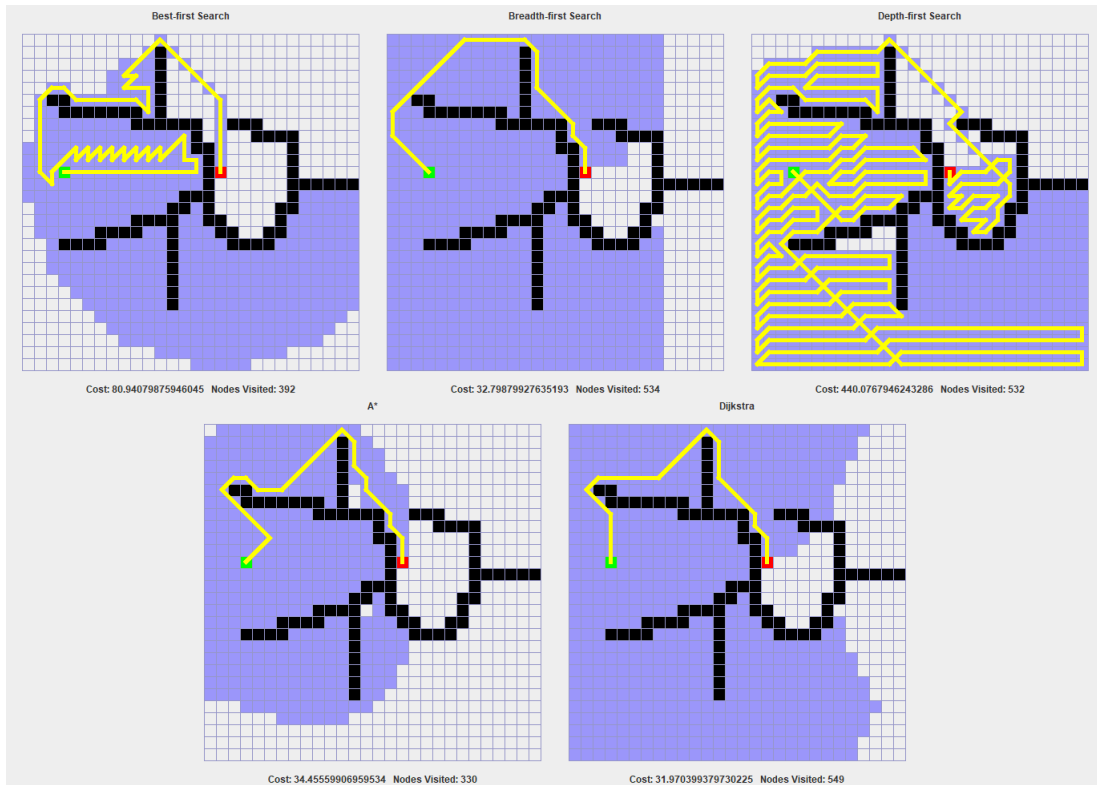 Best-first Search
Breadth-first Search
Depth-first Search
Cost: 80.94079875946045 Nodes Visited: 392
Cost: 32.79879927635193 Nodes Visited: 534
Cost: 440.0767946243286 Nodes Visited: 532
A*
Dijkstra
Cost: 34.45559906959534 Nodes Visited: 330
Cost: 31.970399379730225 Nodes Visited: 549